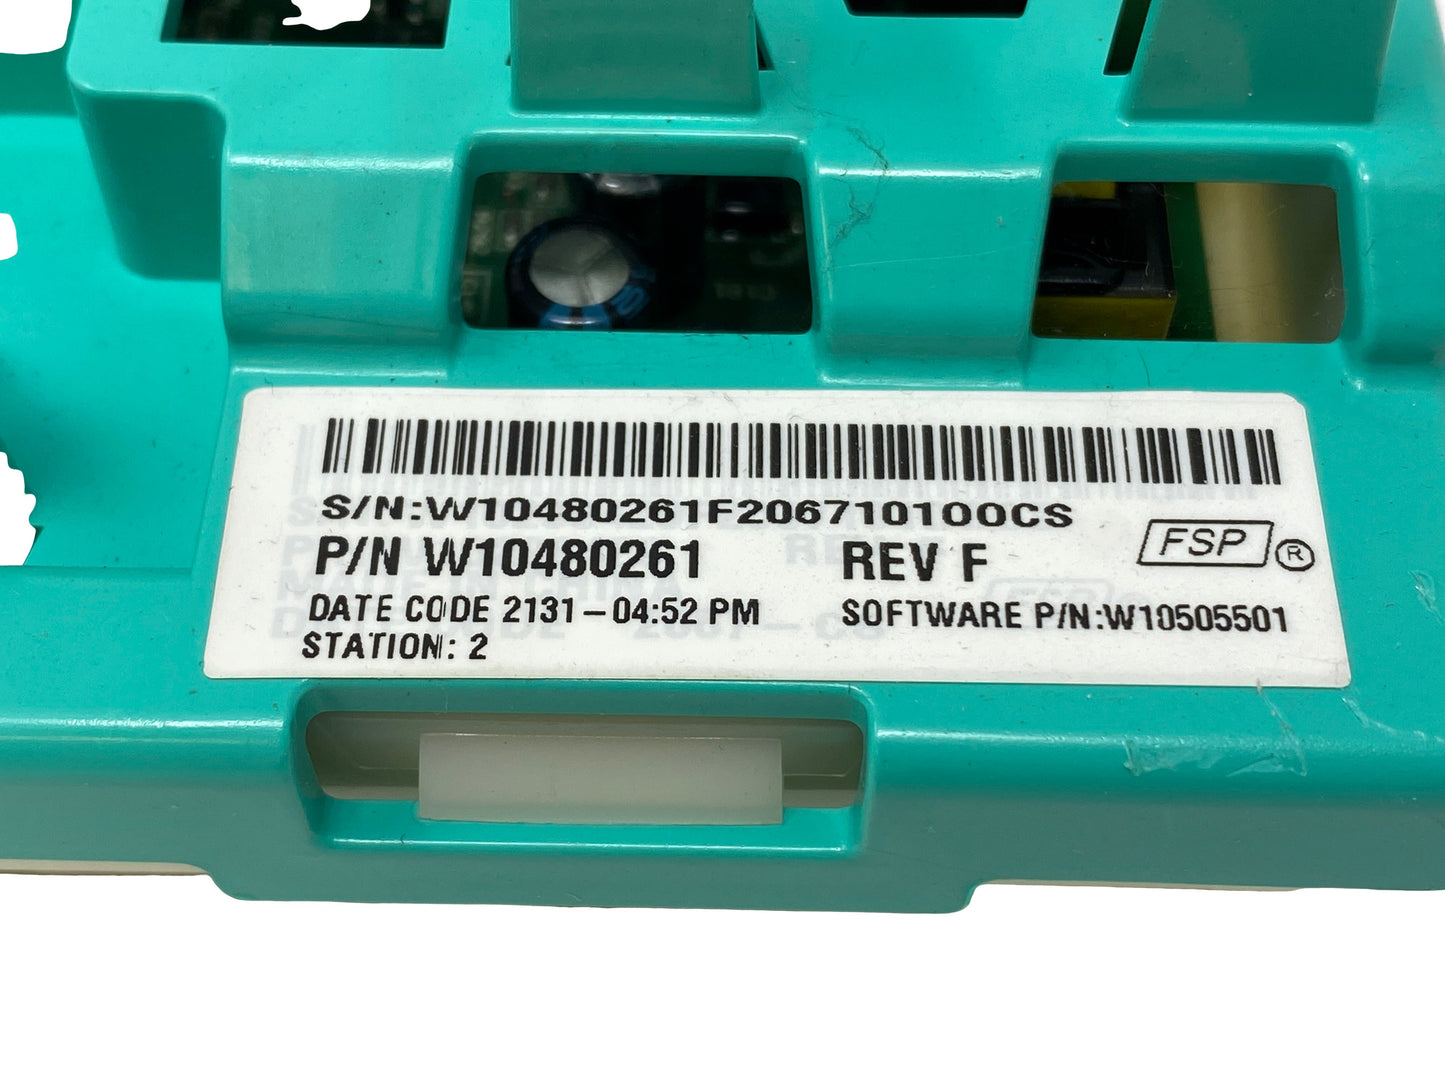 S/N:W10480261F206710100CS
P/N W10480261 REV F FSP ®
DATE CODE 2131-04:52 PM SOFTWARE P/N:W10505501
STATION: 2